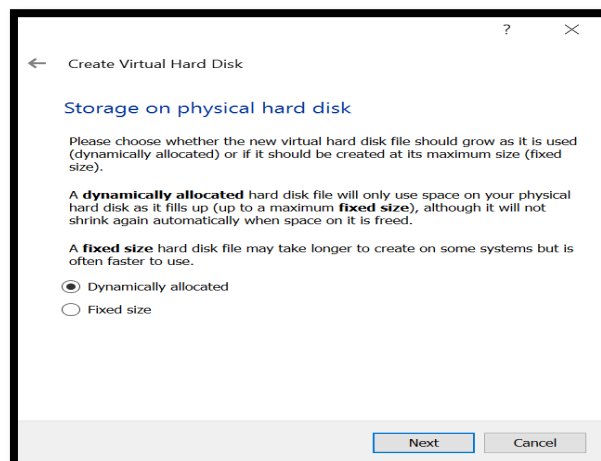 ?
Create Virtual Hard Disk
Storage on physical hard disk
Please choose whether the new virtual hard disk file should grow as it is used
(dynamically allocated) or if it should be created at its maximum size (fixed
size).
A dynamically allocated hard disk file will only use space on your physical
hard disk as it fills up (up to a maximum fixed size), although it will not
shrink again automatically when space on it is freed.
A fixed size hard disk file may take longer to create on some systems but is
often faster to use.
Dynamically allocated
Fixed size
Next Cancel